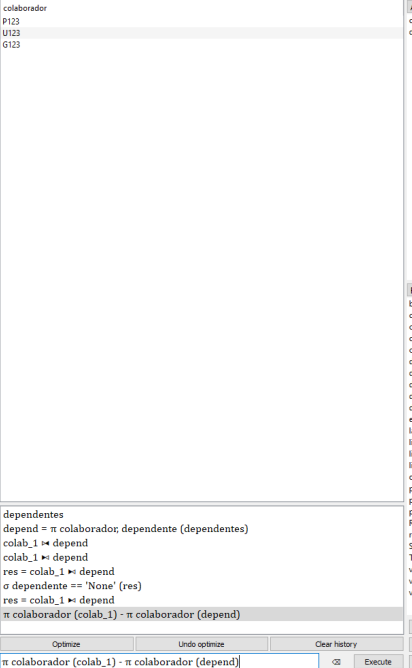 colaborador
P123
U123
G123
dependentes
depend = π colaborador, dependente (dependentes)
colab_1 ⧑ depend
colab_1 ⧒ depend
res = colab_1 ⧒ depend
σ dependente == 'None' (res)
res = colab_1 ⧒ depend
π colaborador (colab_1) - π colaborador (depend)
Optimize Undo optimize Clear history
π colaborador (colab_1) - π colaborador (depend) ⌫ Execute